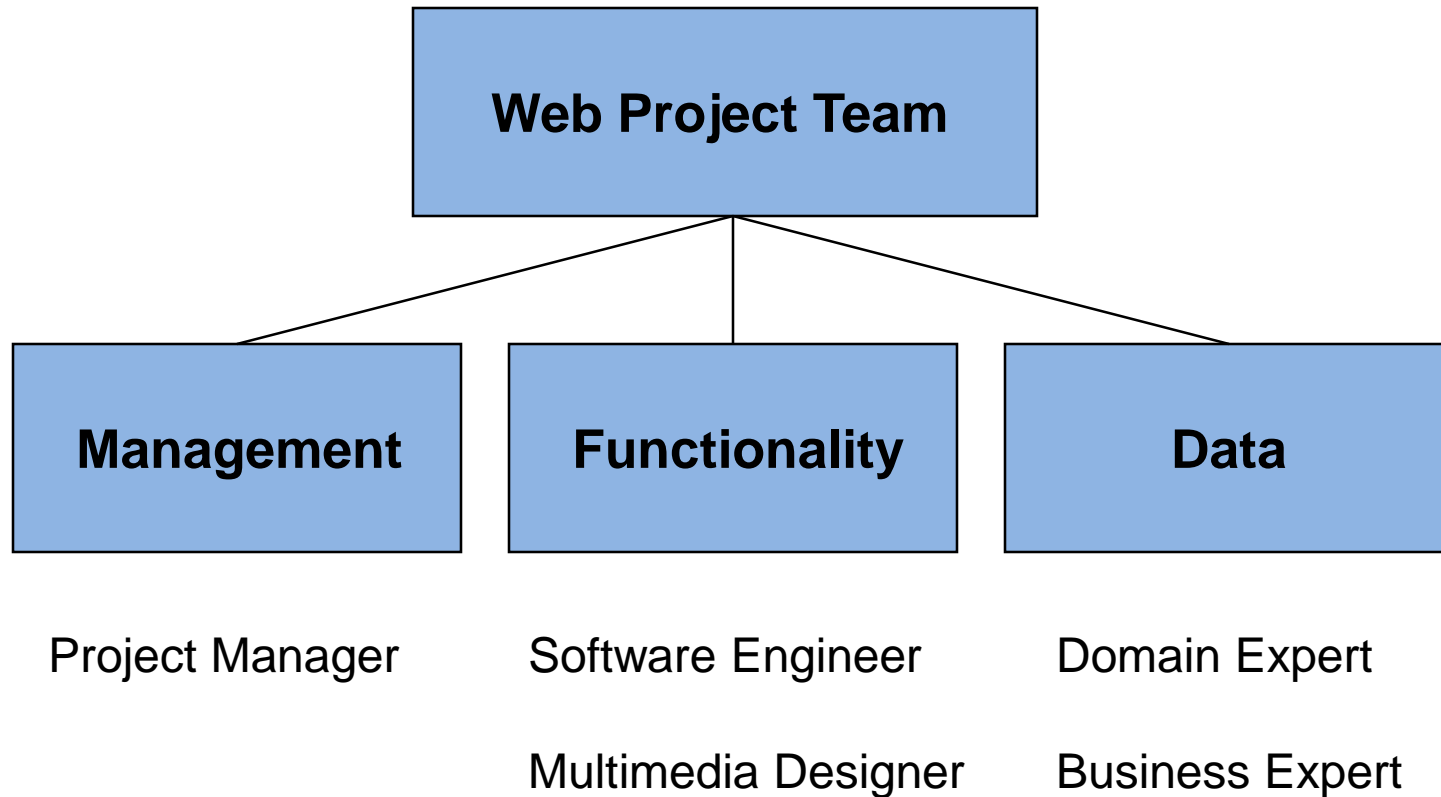 Web Project Team
Management
Functionality
Data
Project Manager
Software Engineer
Domain Expert
Multimedia Designer
Business Expert